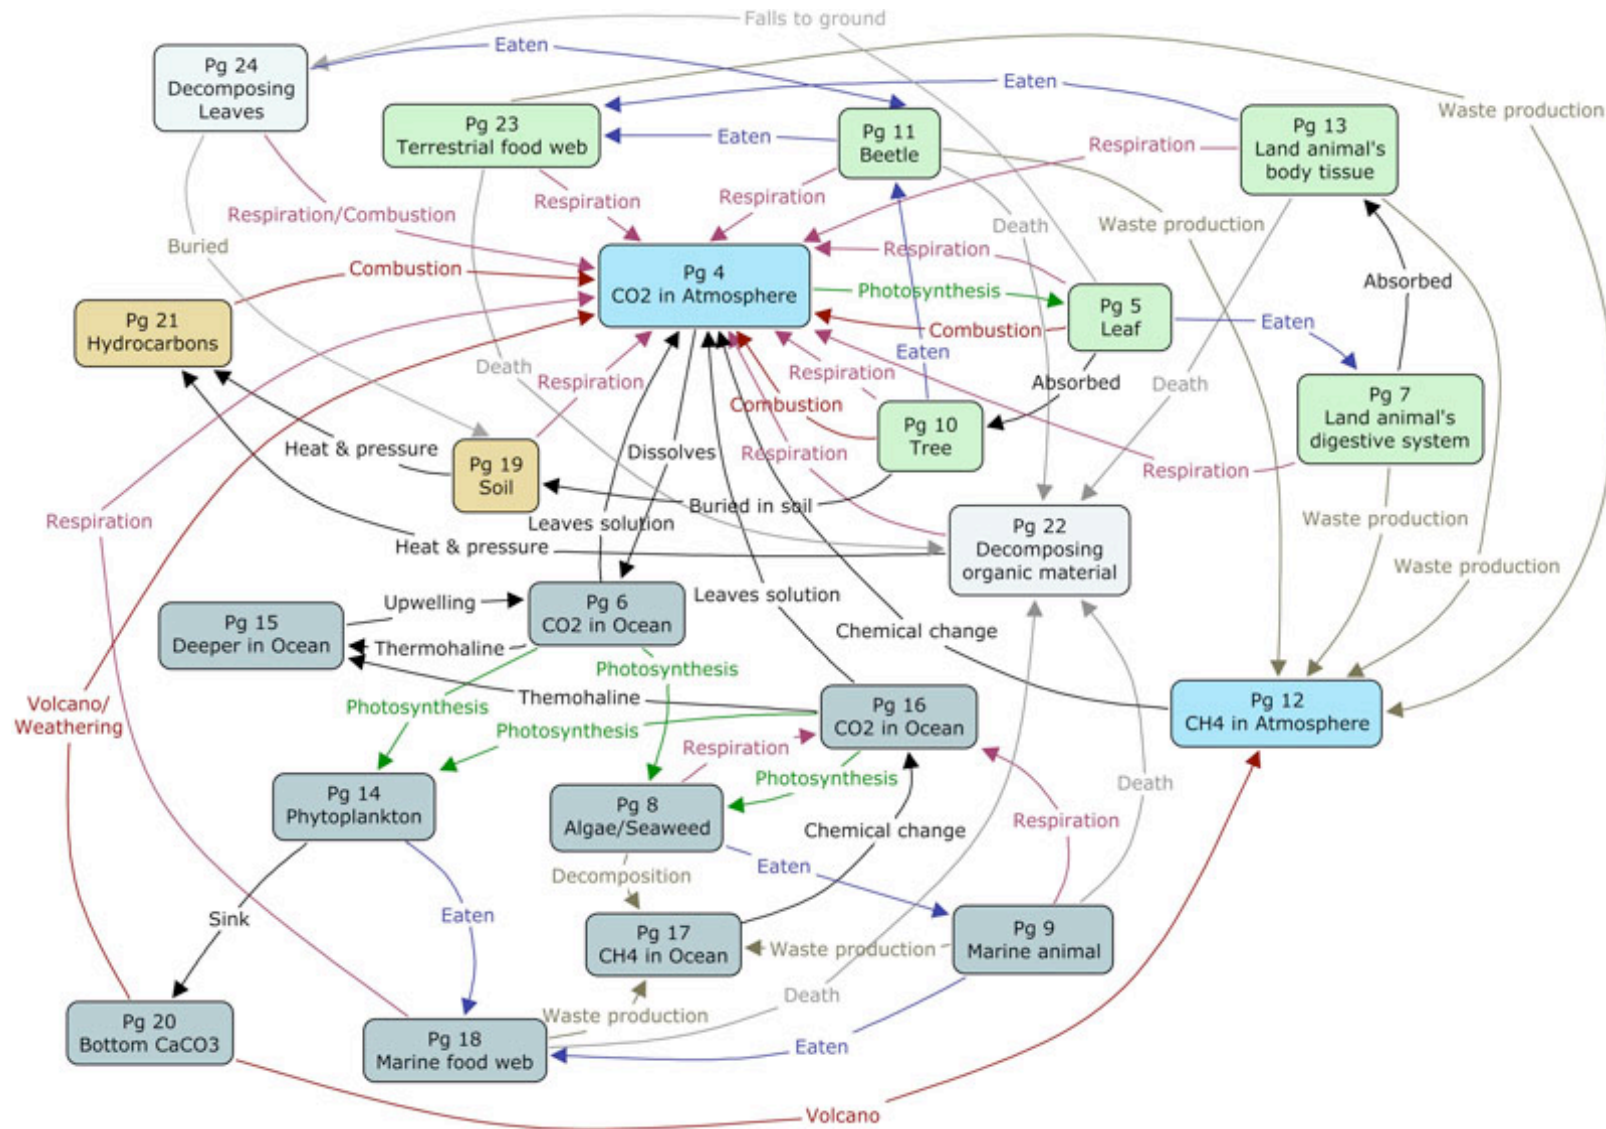 Falls to ground
Eaten
Pg 24
Decomposing
Leaves
Eaten
Waste production
Pg 23
Terrestrial food web
Eaten
Pg 11
Beetle
Pg 13
Land animal's
body tissue
Respiration
Respiration
Respiration
Respiration/Combustion
Death
Waste production
Buried
Respiration
Combustion
Pg 4
CO2 in Atmosphere
Photosynthesis
Absorbed
Pg 21
Hydrocarbons
Pg 5
Leaf
Combustion
Eaten
Eaten
Death
Respiration
Respiration
Absorbed
Death
Combustion
Pg 7
Land animal's
digestive system
Pg 10
Tree
Heat & pressure
Dissolves
Respiration
Respiration
Pg 19
Soil
Buried in soil
Respiration
Leaves solution
Waste production
Heat & pressure
Pg 22
Decomposing
organic material
Waste production
Upwelling
Pg 6
CO2 in Ocean
Leaves solution
Pg 15
Deeper in Ocean
Thermohaline
Chemical change
Photosynthesis
Themohaline
Volcano/
Weathering
Photosynthesis
Photosynthesis
Pg 16
CO2 in Ocean
Pg 12
CH4 in Atmosphere
Respiration
Photosynthesis
Death
Pg 14
Phytoplankton
Pg 8
Algae/Seaweed
Chemical change
Respiration
Decomposition
Eaten
Sink
Eaten
Pg 17
CH4 in Ocean
Waste production
Pg 9
Marine animal
Death
Waste production
Pg 20
Bottom CaCO3
Pg 18
Marine food web
Eaten
Volcano